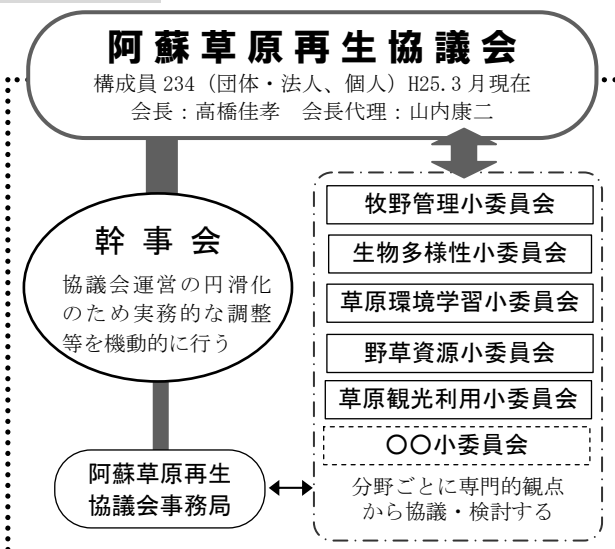 阿蘇草原再生協議会
構成員 234（団体・法人、個人）H25.3 月現在
会長：高橋佳孝　会長代理：山内康二
幹 事 会
協議会運営の円滑化
のため実務的な調整
等を機動的に行う
阿蘇草原再生
協議会事務局
牧野管理小委員会
生物多様性小委員会
草原環境学習小委員会
野草資源小委員会
草原観光利用小委員会
〇〇小委員会
分野ごとに専門的観点
から協議・検討する